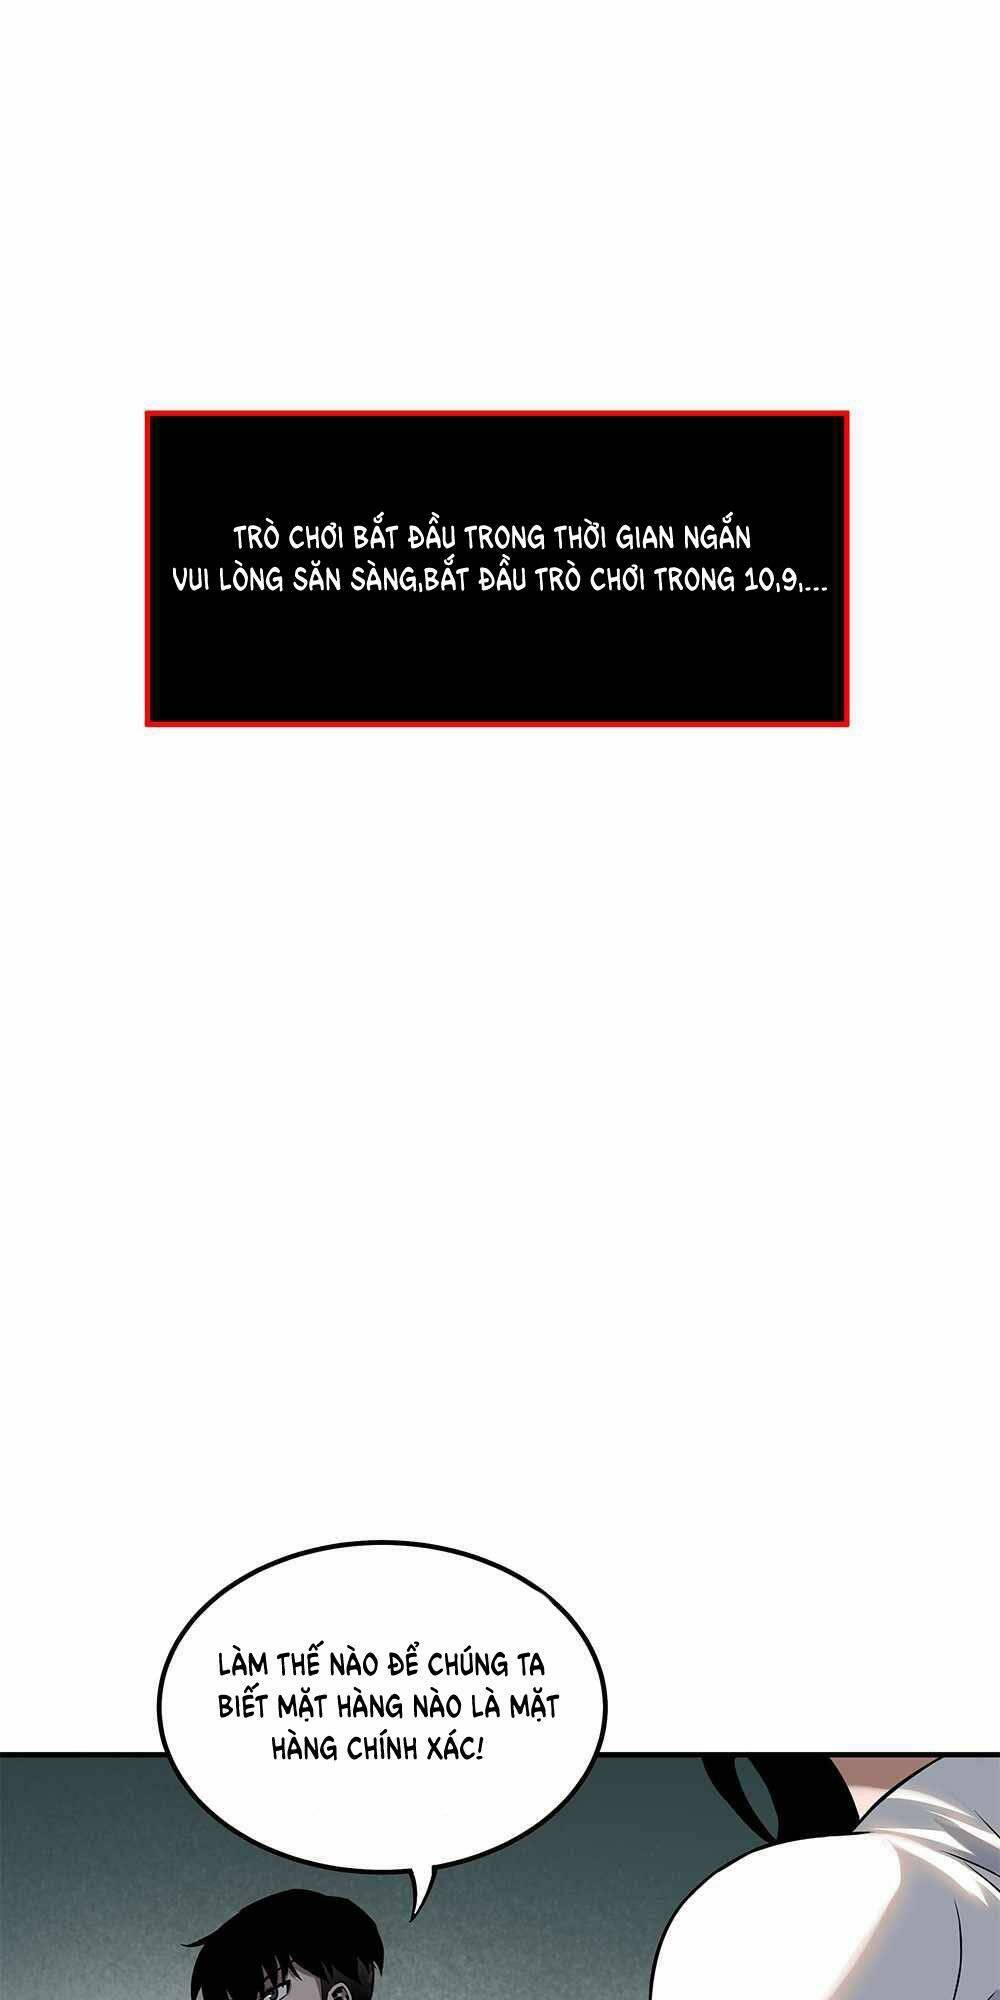 TRÒ CHƠI BẮT ĐẦU TRONG THỜI GIAN NGẮN
VUI LÒNG SĂN SÀNG,BẮT ĐẦU TRÒ CHƠI TRONG 10,9,...
LÀM THẾ NÀO ĐỂ CHÚNG TA
BIẾT MẶT HÀNG NÀO LÀ MẶT
HÀNG CHÍNH XÁC!